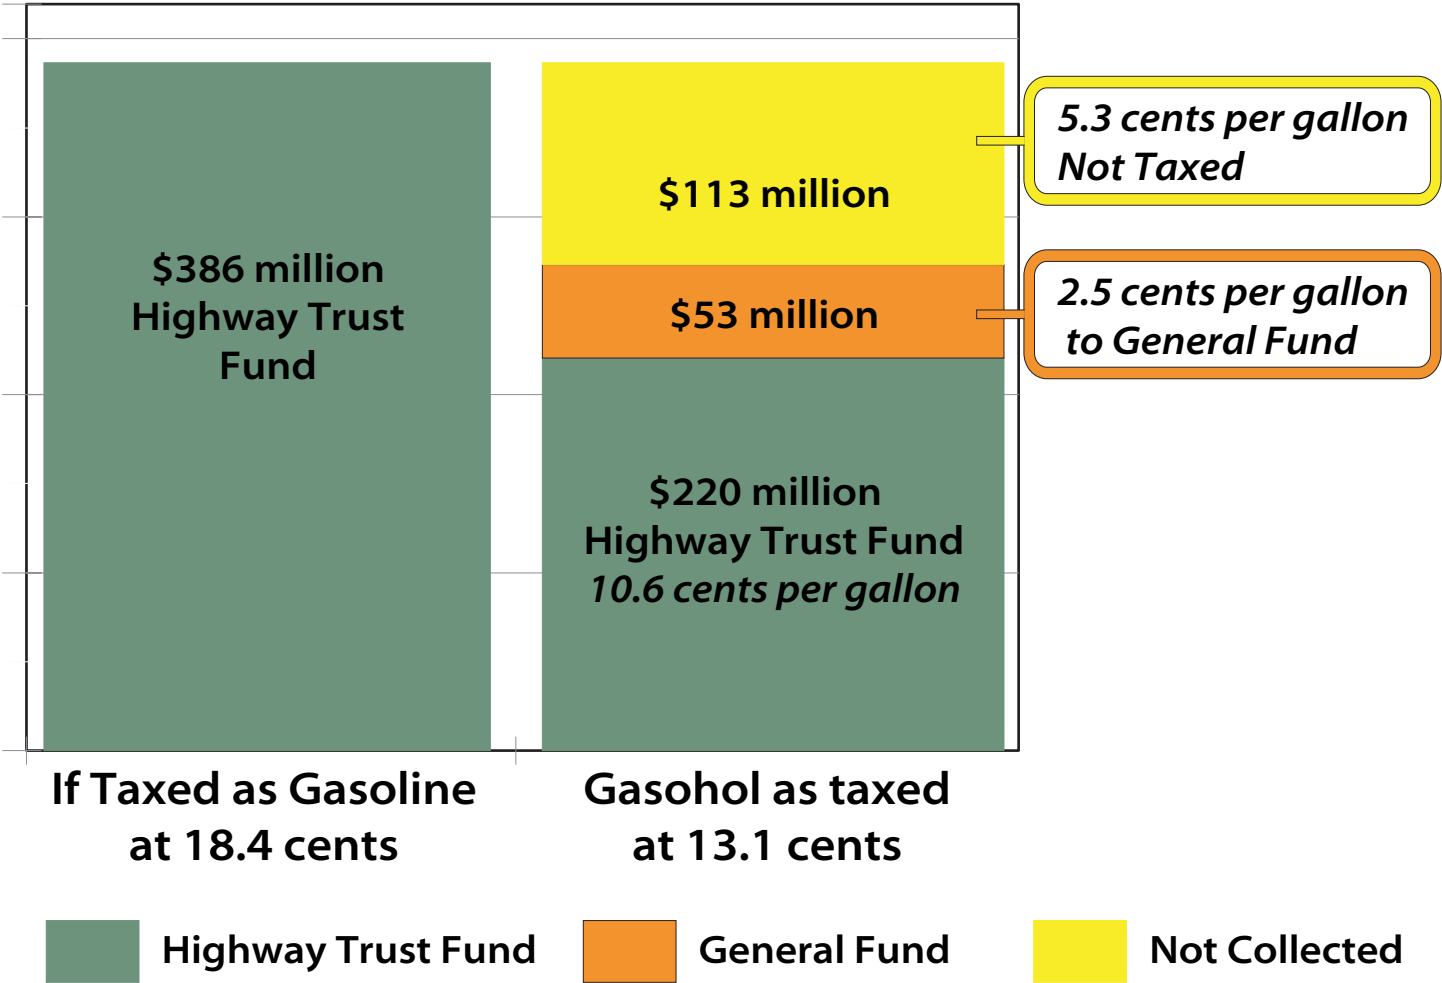 $386 million
Highway Trust
Fund
$113 million
$53 million
$220 million
Highway Trust Fund
10.6 cents per gallon
5.3 cents per gallon
Not Taxed
2.5 cents per gallon
to General Fund
If Taxed as Gasoline
at 18.4 cents
Gasohol as taxed
at 13.1 cents
Highway Trust Fund
General Fund
Not Collected